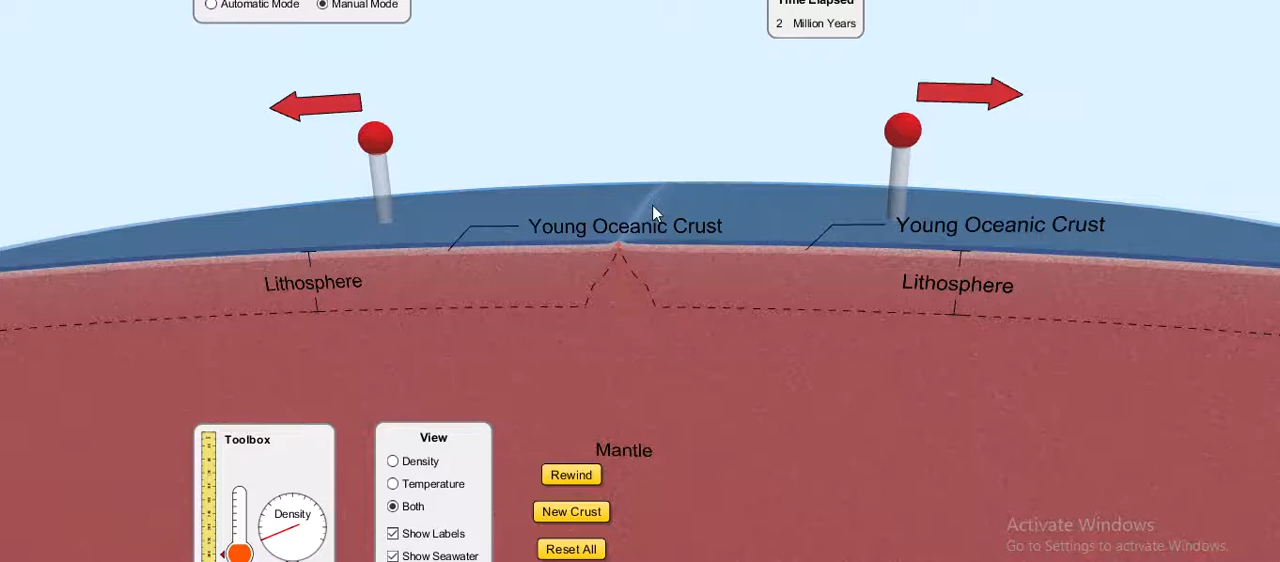 Automatic Mode
Manual Mode
Time Elapsed
2 Million Years
Young Oceanic Crust
Young Oceanic Crust
Lithosphere
Lithosphere
Mantle
Toolbox
Density
View
Density
Temperature
Both
Show Labels
Show Seawater
Rewind
New Crust
Reset All
Activate Windows
Go to Settings to activate Windows.